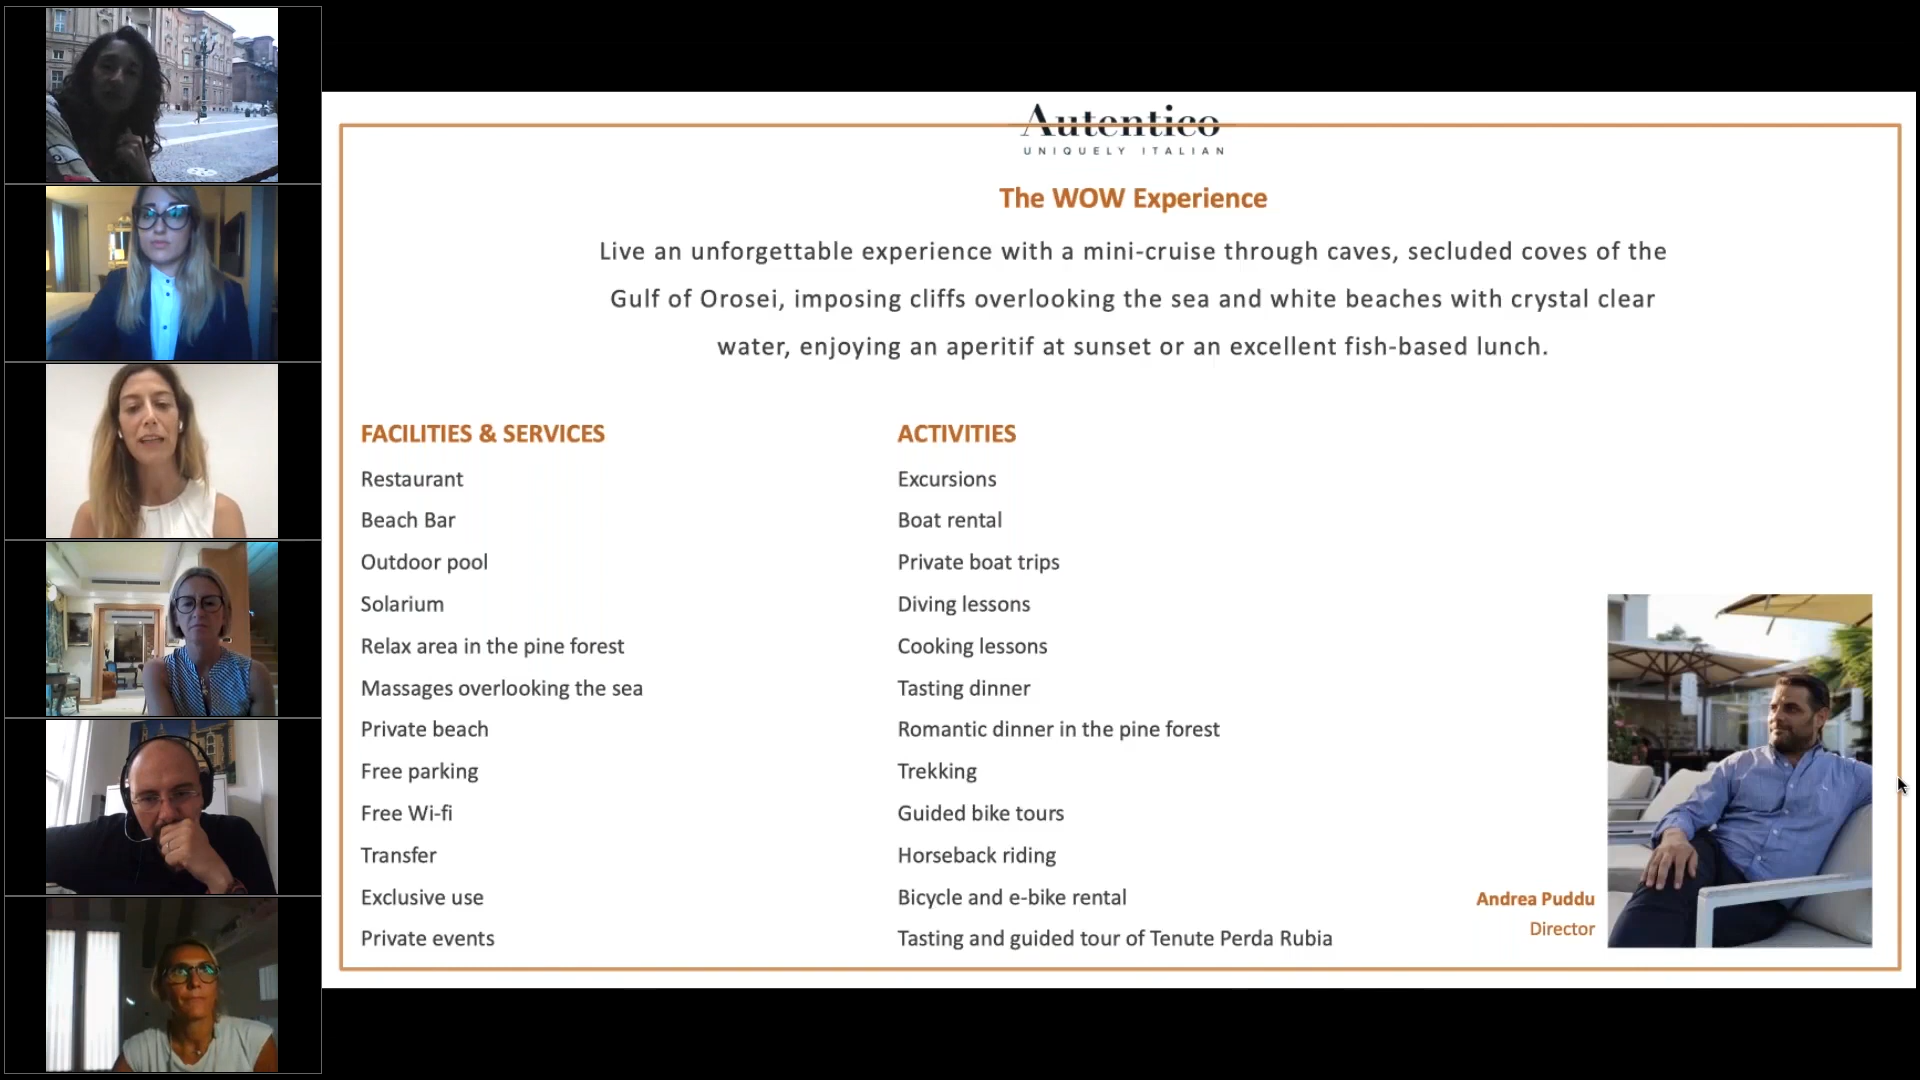 Autentico
UNIQUELY ITALIAN
The WOW Experience
Live an unforgettable experience with a mini-cruise through caves, secluded coves of the
Gulf of Orosei, imposing cliffs overlooking the sea and white beaches with crystal clear
water, enjoying an aperitif at sunset or an excellent fish-based lunch.
FACILITIES & SERVICES
Restaurant
Beach Bar
Outdoor pool
Solarium
Relax area in the pine forest
Massages overlooking the sea
Private beach
Free parking
Free Wi-fi
Transfer
Exclusive use
Private events
ACTIVITIES
Excursions
Boat rental
Private boat trips
Diving lessons
Cooking lessons
Tasting dinner
Romantic dinner in the pine forest
Trekking
Guided bike tours
Horseback riding
Bicycle and e-bike rental
Tasting and guided tour of Tenute Perda Rubia
Andrea Puddu
Director